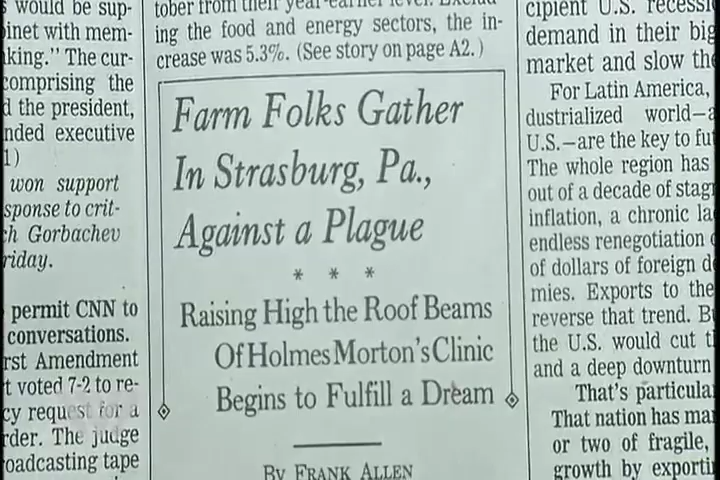 s would be sup-
inet with mem-
king." The cur-
comprising the
d the president,
nded executive
1)
won support
sponse to crit-
h Gorbachev
riday.
permit CNN to
conversations.
rst Amendment
t voted 7-2 to re-
cy request for a
rder. The judge
oadcasting tape
tober from their year-earlier level. Exclud-
ing the food and energy sectors, the in-
crease was 5.3%. (See story on page A2.)
Farm Folks Gather
In Strasburg, Pa.,
Against a Plague
* * *
Raising High the Roof Beams
Of Holmes Morton's Clinic
Begins to Fulfill a Dream
By FRANK ALLEN
cipient U.S. recessi
demand in their big
market and slow the
For Latin America,
dustrialized world—a
U.S.—are the key to fut
The whole region has
out of a decade of stag
inflation, a chronic la
endless renegotiation
of dollars of foreign d
mies. Exports to the
reverse that trend. B
the U.S. would cut t
and a deep downturn
That's particula
That nation has ma
or two of fragile,
growth by exporti